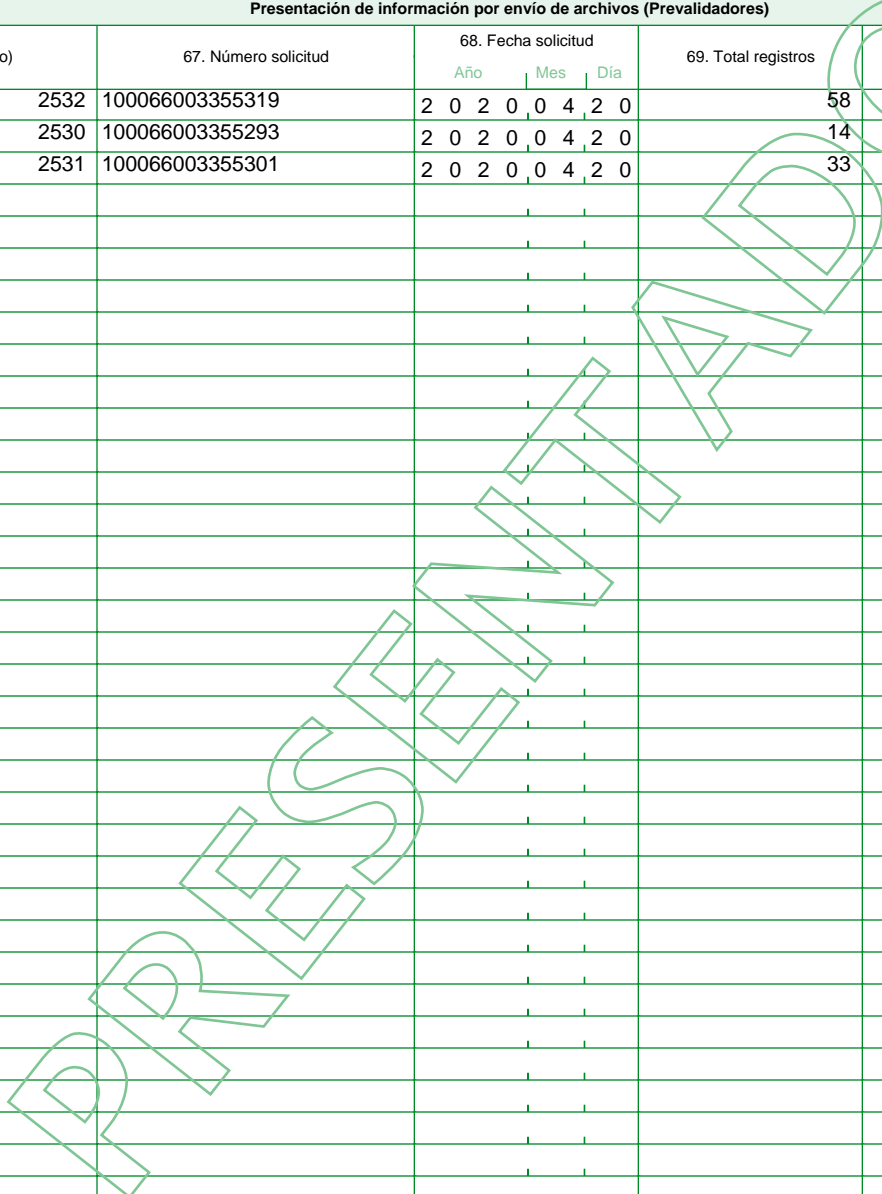 Presentación de información por envío de archivos (Prevalidadores)
o) 67. Número solicitud 68. Fecha solicitud 69. Total registros
Año Mes Día
2532 100066003355319 2 0 2 0 0 4 2 0 58
2530 100066003355293 2 0 2 0 0 4 2 0 14
2531 100066003355301 2 0 2 0 0 4 2 0 33
PRESENTADO